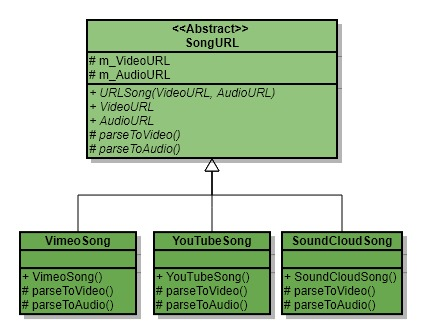 <<Abstract>>
SongURL
# m_VideoURL
# m_AudioURL
+ URLSong(VideoURL, AudioURL)
+ VideoURL
+ AudioURL
# parseToVideo()
# parseToAudio()
VimeoSong
+ VimeoSong()
# parseToVideo()
# parseToAudio()
YouTubeSong
+ YouTubeSong()
# parseToVideo()
# parseToAudio()
SoundCloudSong
+ SoundCloudSong()
# parseToVideo()
# parseToAudio()